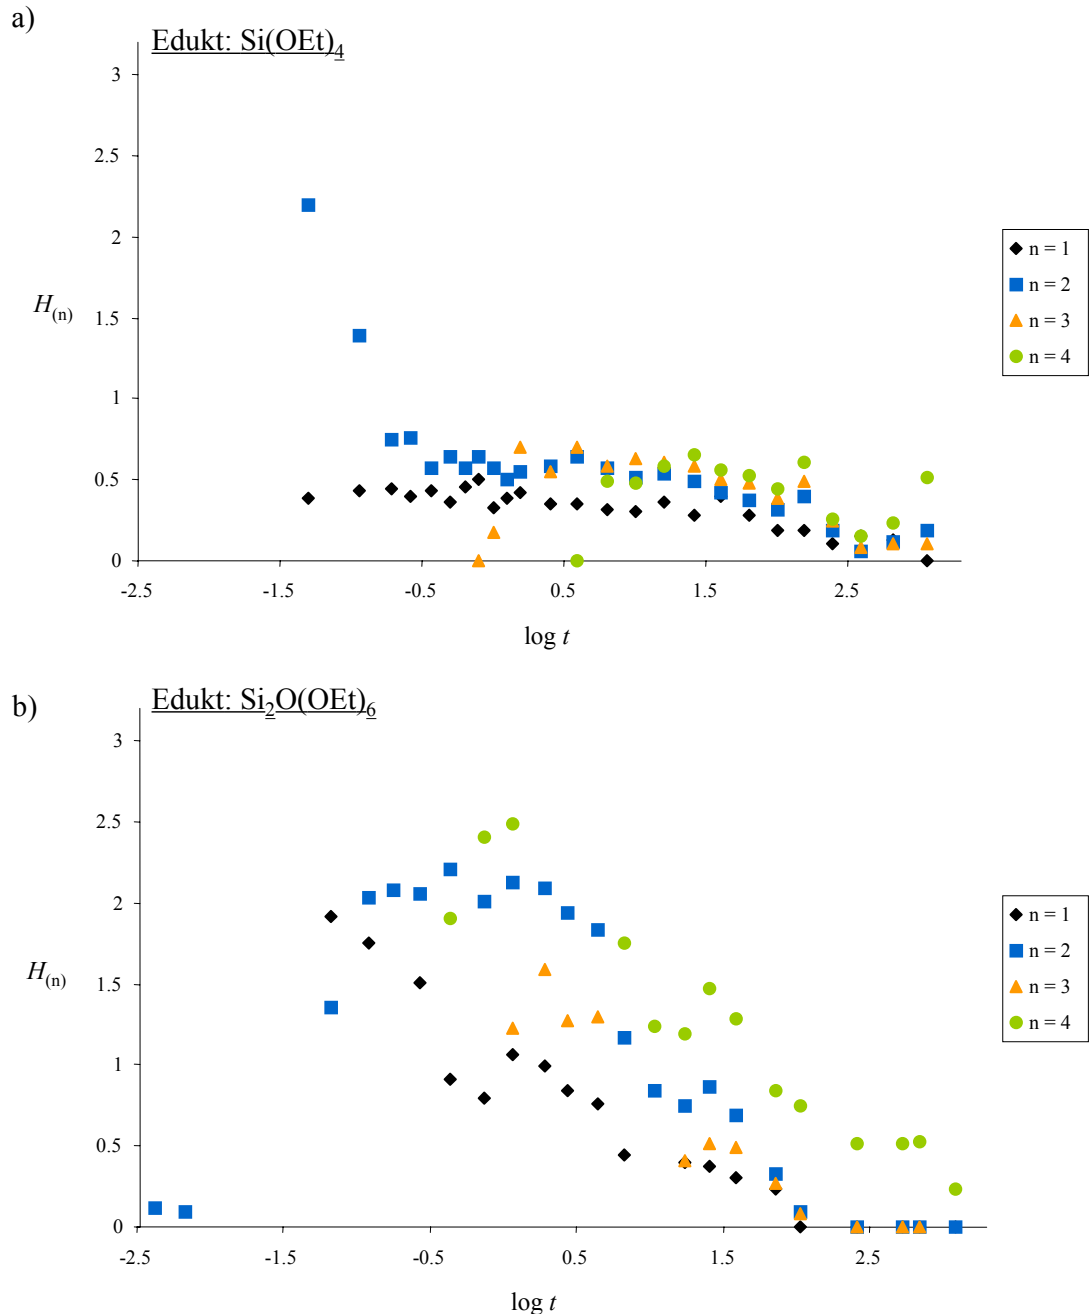 a)
Edukt: Si(OEt)4
3
2.5
2
H(n)
1.5
1
0.5
0
-2.5 -1.5 -0.5 0.5 1.5 2.5
log t
n = 1
n = 2
n = 3
n = 4
b)
Edukt: Si2O(OEt)6
3
2.5
2
H(n)
1.5
1
0.5
0
-2.5 -1.5 -0.5 0.5 1.5 2.5
log t
n = 1
n = 2
n = 3
n = 4